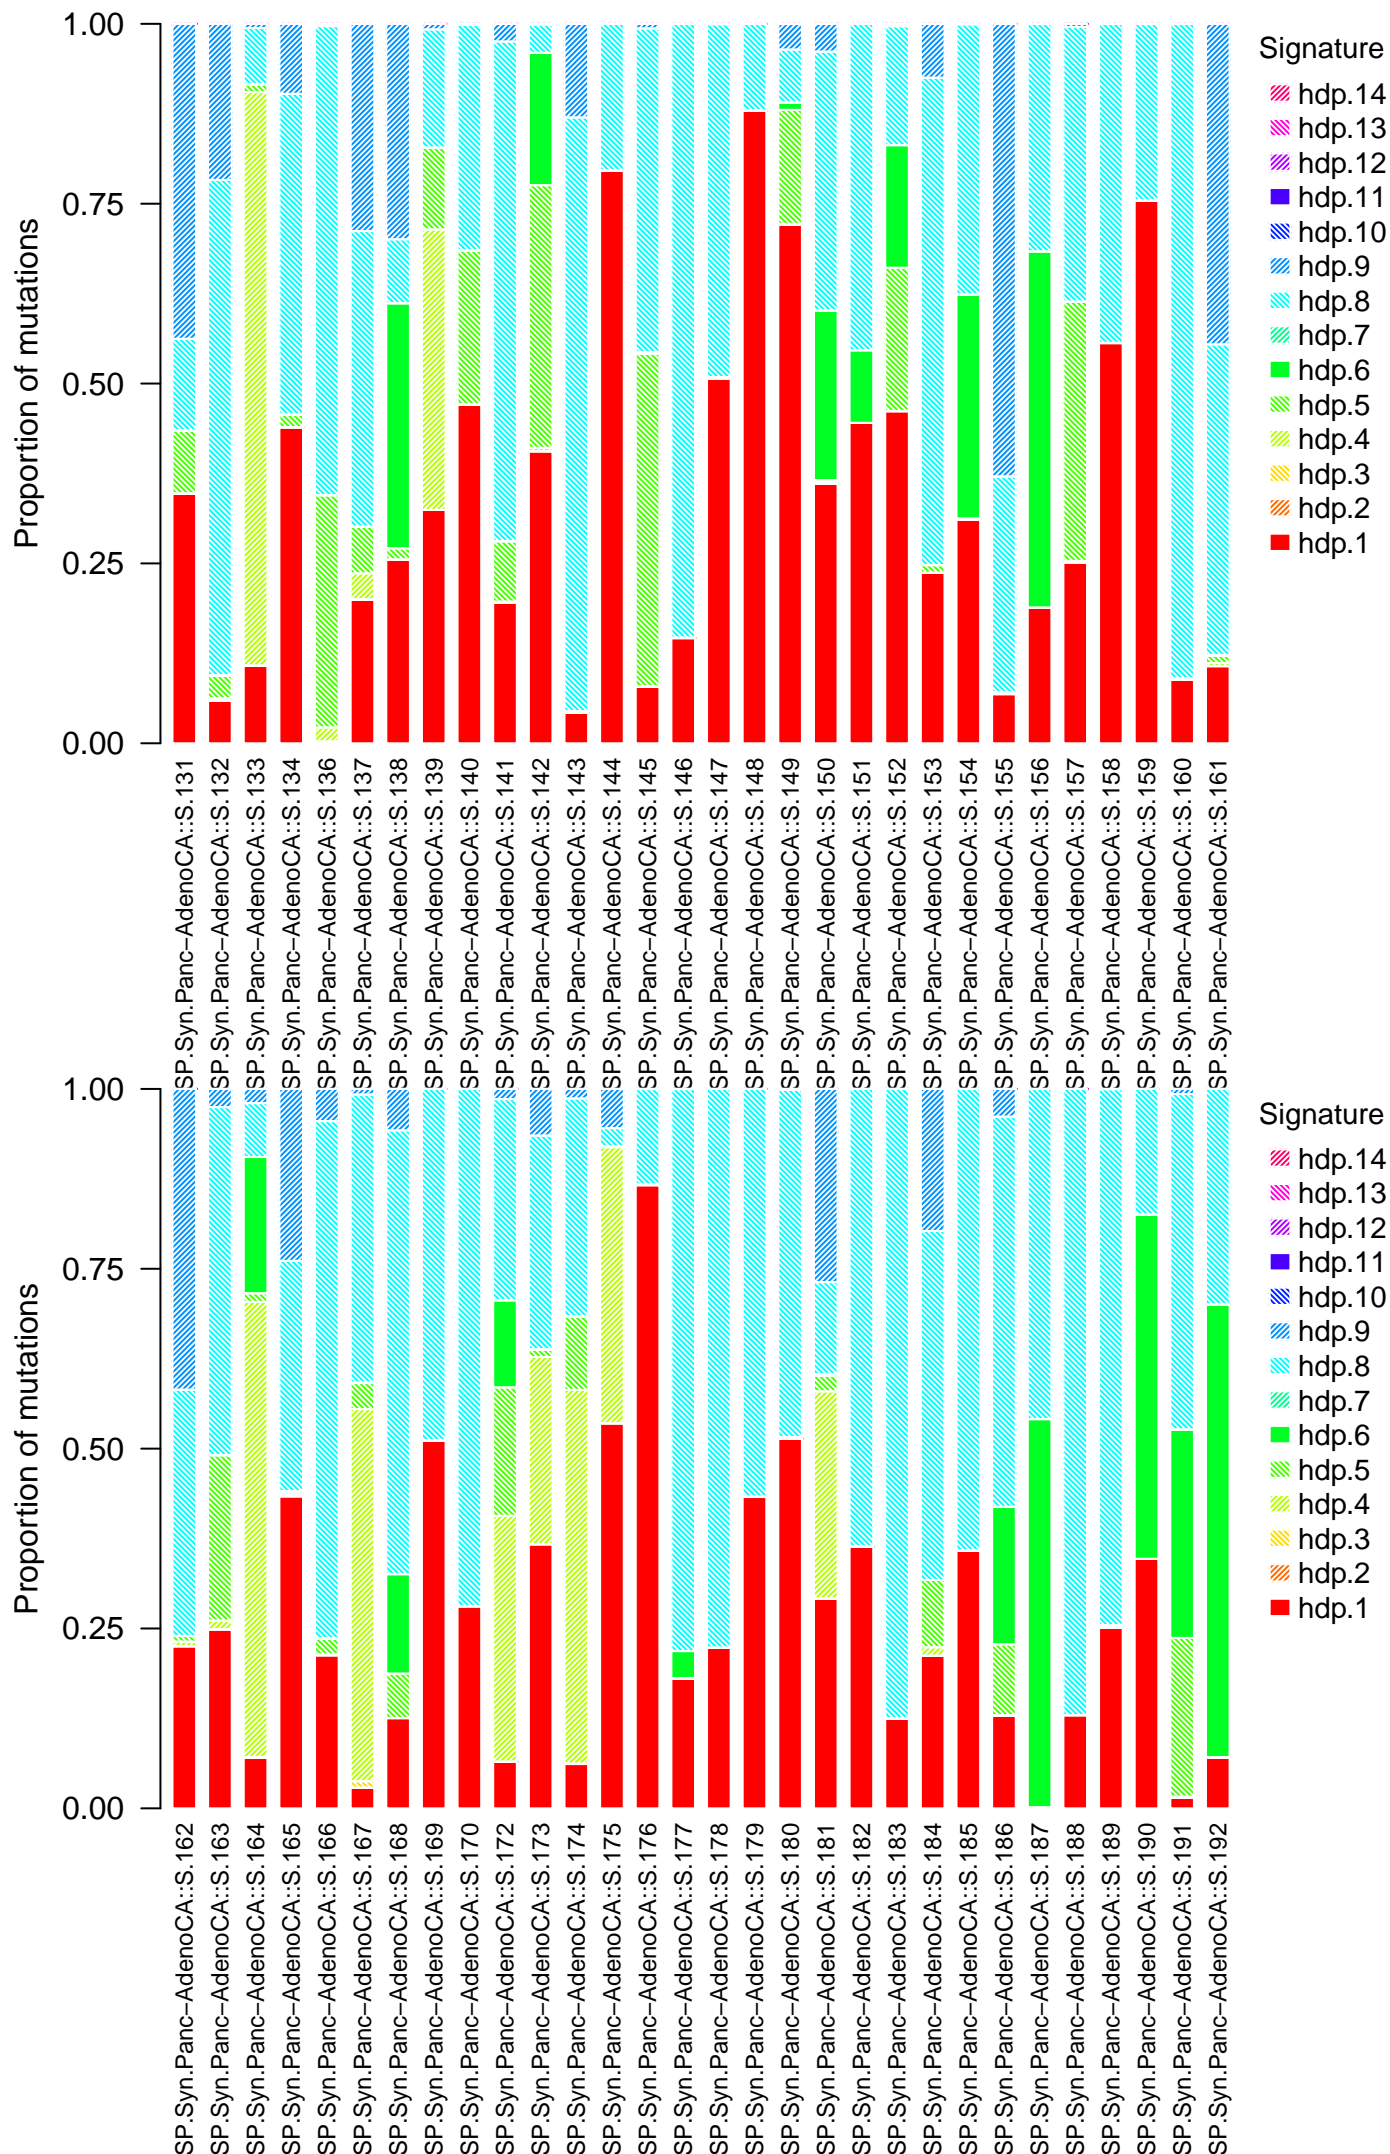 Proportion of mutations
1.00
0.75
0.50
0.25
0.00
SP.Syn.Panc−AdenoCA::S.131
SP.Syn.Panc−AdenoCA::S.132
SP.Syn.Panc−AdenoCA::S.133
SP.Syn.Panc−AdenoCA::S.134
SP.Syn.Panc−AdenoCA::S.136
SP.Syn.Panc−AdenoCA::S.137
SP.Syn.Panc−AdenoCA::S.138
SP.Syn.Panc−AdenoCA::S.139
SP.Syn.Panc−AdenoCA::S.140
SP.Syn.Panc−AdenoCA::S.141
SP.Syn.Panc−AdenoCA::S.142
SP.Syn.Panc−AdenoCA::S.143
SP.Syn.Panc−AdenoCA::S.144
SP.Syn.Panc−AdenoCA::S.145
SP.Syn.Panc−AdenoCA::S.146
SP.Syn.Panc−AdenoCA::S.147
SP.Syn.Panc−AdenoCA::S.148
SP.Syn.Panc−AdenoCA::S.149
SP.Syn.Panc−AdenoCA::S.150
SP.Syn.Panc−AdenoCA::S.151
SP.Syn.Panc−AdenoCA::S.152
SP.Syn.Panc−AdenoCA::S.153
SP.Syn.Panc−AdenoCA::S.154
SP.Syn.Panc−AdenoCA::S.155
SP.Syn.Panc−AdenoCA::S.156
SP.Syn.Panc−AdenoCA::S.157
SP.Syn.Panc−AdenoCA::S.158
SP.Syn.Panc−AdenoCA::S.159
SP.Syn.Panc−AdenoCA::S.160
SP.Syn.Panc−AdenoCA::S.161
Signature
hdp.14
hdp.13
hdp.12
hdp.11
hdp.10
hdp.9
hdp.8
hdp.7
hdp.6
hdp.5
hdp.4
hdp.3
hdp.2
hdp.1
Proportion of mutations
1.00
0.75
0.50
0.25
0.00
SP.Syn.Panc−AdenoCA::S.162
SP.Syn.Panc−AdenoCA::S.163
SP.Syn.Panc−AdenoCA::S.164
SP.Syn.Panc−AdenoCA::S.165
SP.Syn.Panc−AdenoCA::S.166
SP.Syn.Panc−AdenoCA::S.167
SP.Syn.Panc−AdenoCA::S.168
SP.Syn.Panc−AdenoCA::S.169
SP.Syn.Panc−AdenoCA::S.170
SP.Syn.Panc−AdenoCA::S.172
SP.Syn.Panc−AdenoCA::S.173
SP.Syn.Panc−AdenoCA::S.174
SP.Syn.Panc−AdenoCA::S.175
SP.Syn.Panc−AdenoCA::S.176
SP.Syn.Panc−AdenoCA::S.177
SP.Syn.Panc−AdenoCA::S.178
SP.Syn.Panc−AdenoCA::S.179
SP.Syn.Panc−AdenoCA::S.180
SP.Syn.Panc−AdenoCA::S.181
SP.Syn.Panc−AdenoCA::S.182
SP.Syn.Panc−AdenoCA::S.183
SP.Syn.Panc−AdenoCA::S.184
SP.Syn.Panc−AdenoCA::S.185
SP.Syn.Panc−AdenoCA::S.186
SP.Syn.Panc−AdenoCA::S.187
SP.Syn.Panc−AdenoCA::S.188
SP.Syn.Panc−AdenoCA::S.189
SP.Syn.Panc−AdenoCA::S.190
SP.Syn.Panc−AdenoCA::S.191
SP.Syn.Panc−AdenoCA::S.192
Signature
hdp.14
hdp.13
hdp.12
hdp.11
hdp.10
hdp.9
hdp.8
hdp.7
hdp.6
hdp.5
hdp.4
hdp.3
hdp.2
hdp.1